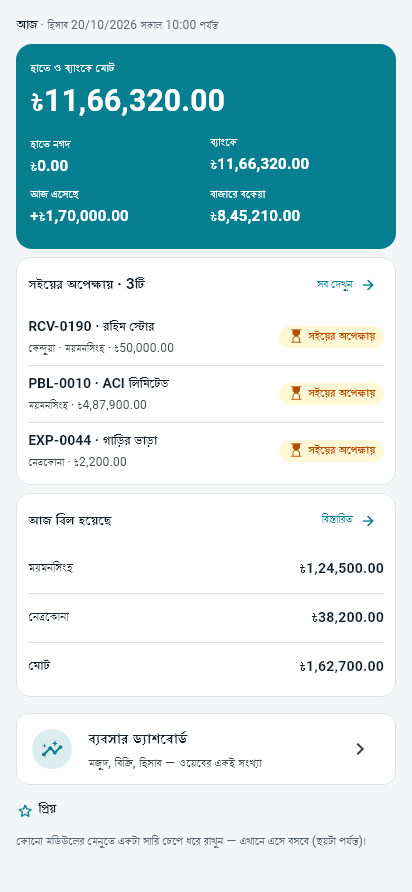 আজ · হিসাব 20/10/2026 সকাল 10:00 পর্যন্ত
হাতে ও ব্যাংকে মোট
৳11,66,320.00
হাতে নগদ
ব্যাংকে
৳0.00
৳11,66,320.00
আজ এসেছে
বাজারে বকেয়া
+৳1,70,000.00
৳8,45,210.00
সইয়ের অপেক্ষায় · 3টি
সব দেখুন
RCV-0190 · রহিম স্টোর
কেন্দুয়া · ময়মনসিংহ · ৳50,000.00
সইয়ের অপেক্ষায়
PBL-0010 · ACI লিমিটেড
ময়মনসিংহ · ৳4,87,900.00
সইয়ের অপেক্ষায়
EXP-0044 · গাড়ির ভাড়া
নেত্রকোনা · ৳2,200.00
সইয়ের অপেক্ষায়
আজ বিল হয়েছে
বিস্তারিত
ময়মনসিংহ
৳1,24,500.00
নেত্রকোনা
৳38,200.00
মোট
৳1,62,700.00
ব্যবসার ড্যাশবোর্ড
মজুদ, বিক্রি, হিসাব — ওয়েবের একই সংখ্যা
প্রিয়
কোনো মডিউলের মেনুতে একটা সারি চেপে ধরে রাখুন — এখানে এসে বসবে (ছয়টা পর্যন্ত)।